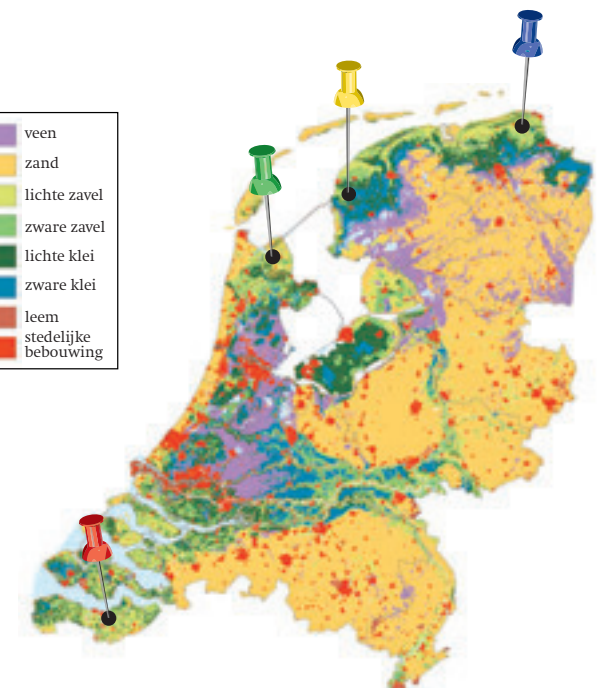 veen
zand
lichte zavel
zware zavel
lichte klei
zware klei
leem
stedelijke
bebouwing